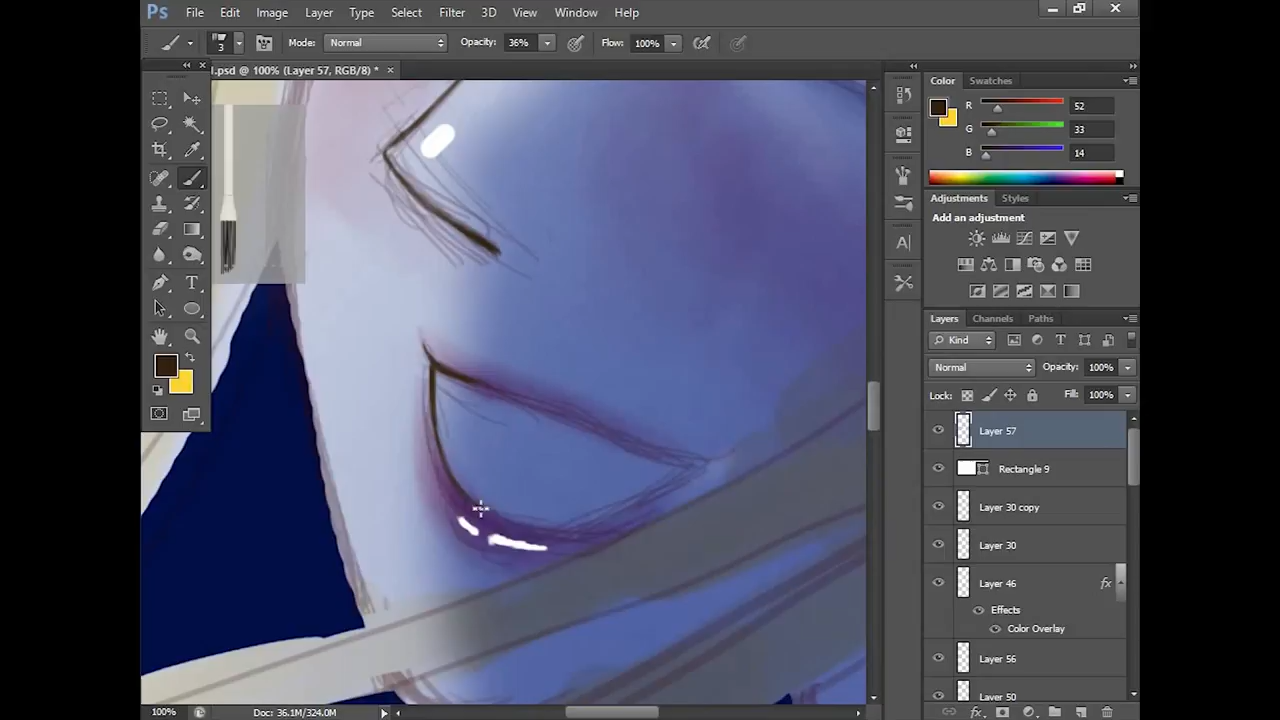 Ps File Edit Image Layer Type Select Filter 3D View Window Help
3 Mode: Normal Opacity: 36% Flow: 100%
l.psd @ 100% (Layer 57, RGB/8) *
Color Swatches
R 52
G 33
B 14
Adjustments Styles
Add an adjustment
Layers Channels Paths
Kind
Normal Opacity: 100%
Lock: Fill: 100%
Layer 57
Rectangle 9
Layer 30 copy
Layer 30
Layer 46 fx
Effects
Color Overlay
Layer 56
Layer 50
100% Doc: 36.1M/324.0M